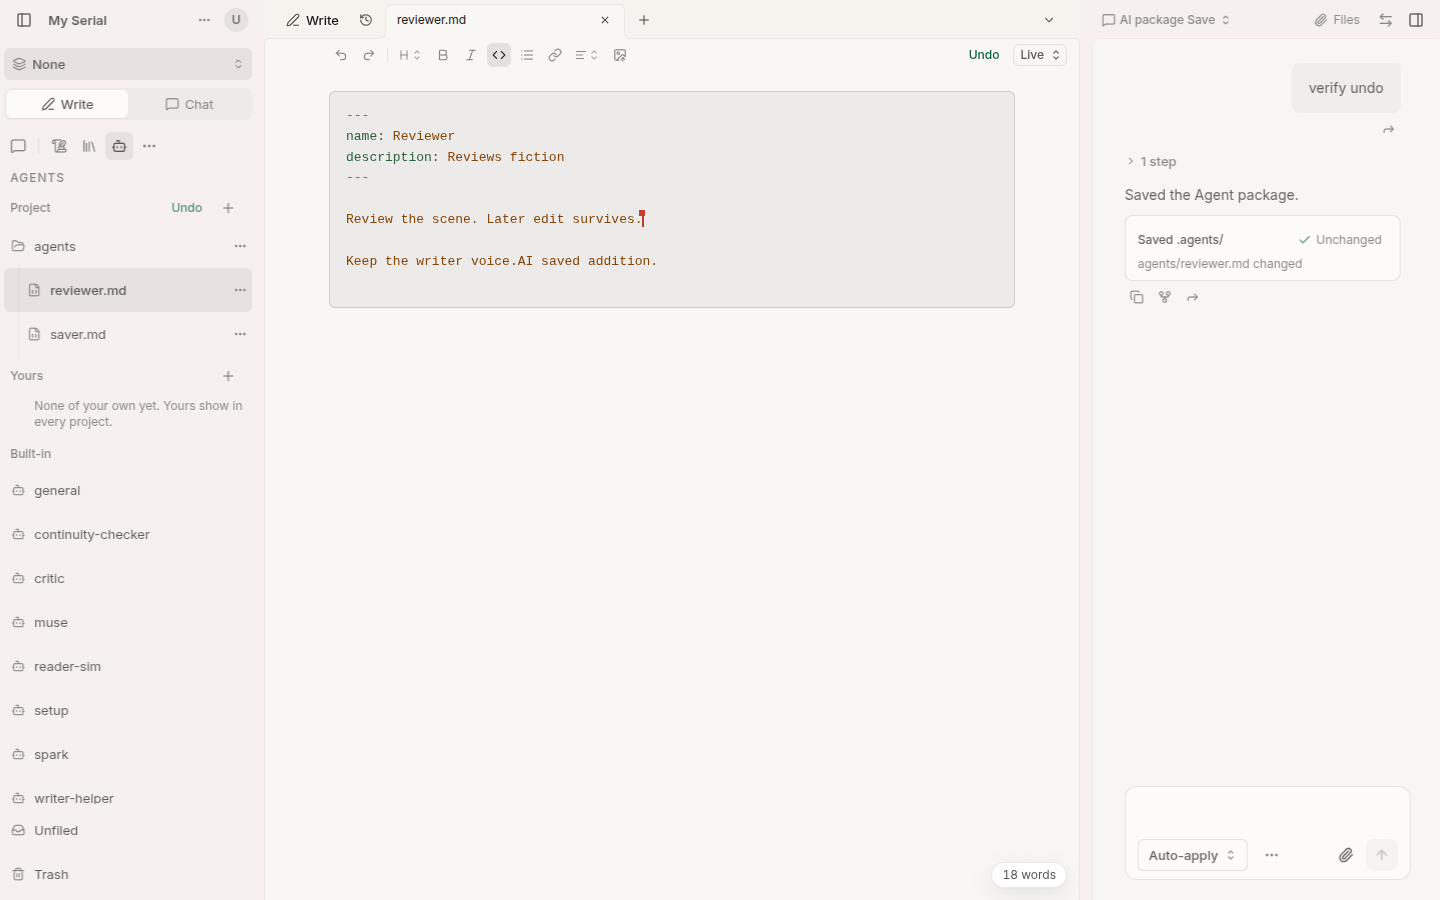 My Serial
U
None
Write
Chat
AGENTS
Project
Undo
agents
reviewer.md
saver.md
Yours
None of your own yet. Yours show in
every project.
Built-in
general
continuity-checker
critic
muse
reader-sim
setup
spark
writer-helper
Unfiled
Trash
Write
reviewer.md
H
B
I
Undo
Live
---
name: Reviewer
description: Reviews fiction
---
Review the scene. Later edit survives.
Keep the writer voice.AI saved addition.
18 words
AI package Save
Files
verify undo
1 step
Saved the Agent package.
Saved .agents/
Unchanged
agents/reviewer.md changed
Auto-apply